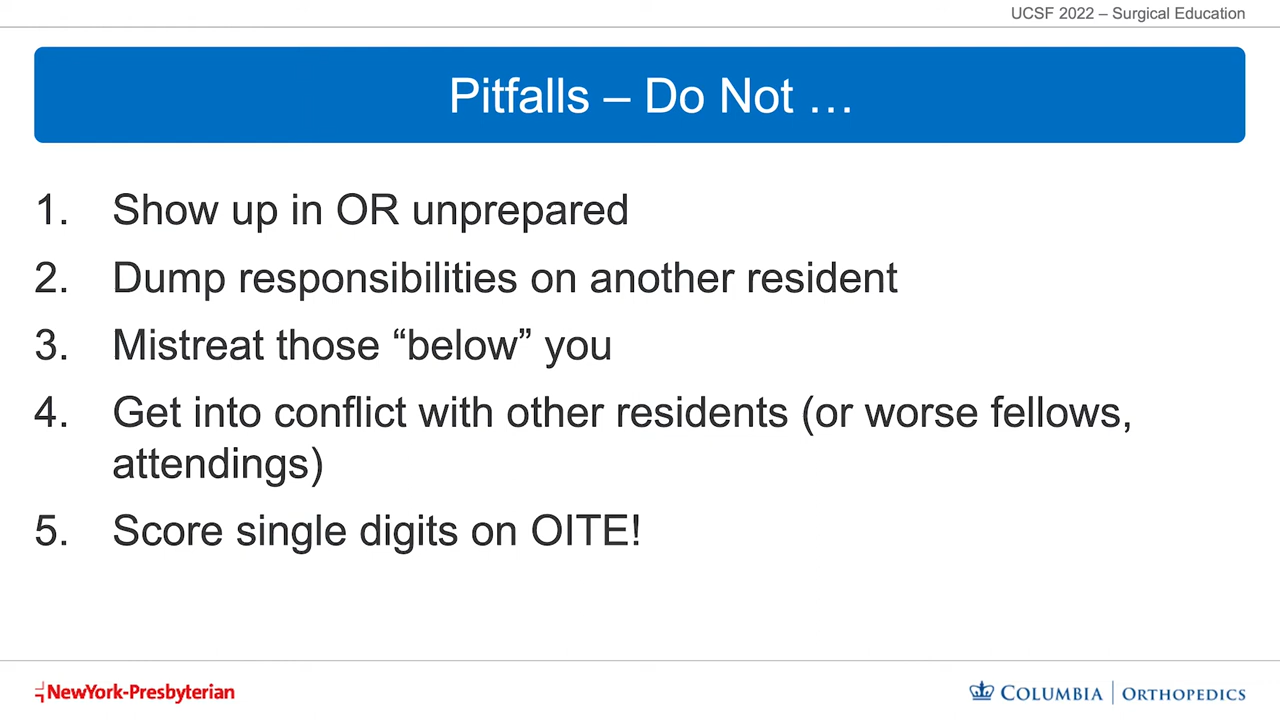 UCSF 2022 – Surgical Education
Pitfalls – Do Not …
1. Show up in OR unprepared
2. Dump responsibilities on another resident
3. Mistreat those “below” you
4. Get into conflict with other residents (or worse fellows,
attendings)
5. Score single digits on OITE!
NewYork-Presbyterian
COLUMBIA | ORTHOPEDICS